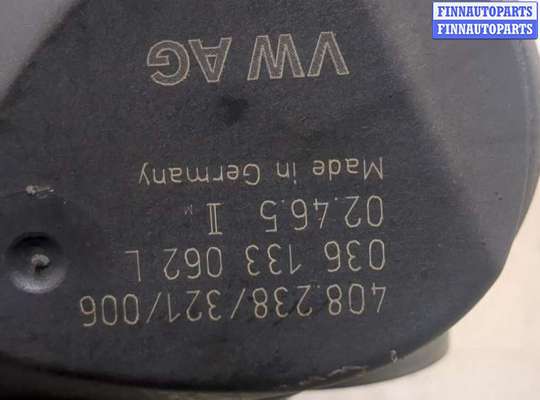 FINNAUTOPARTS
FINNAUTOPARTS
408.238/321/006
036 133 062 L
02.46.5 II
Made in Germany
VW AG